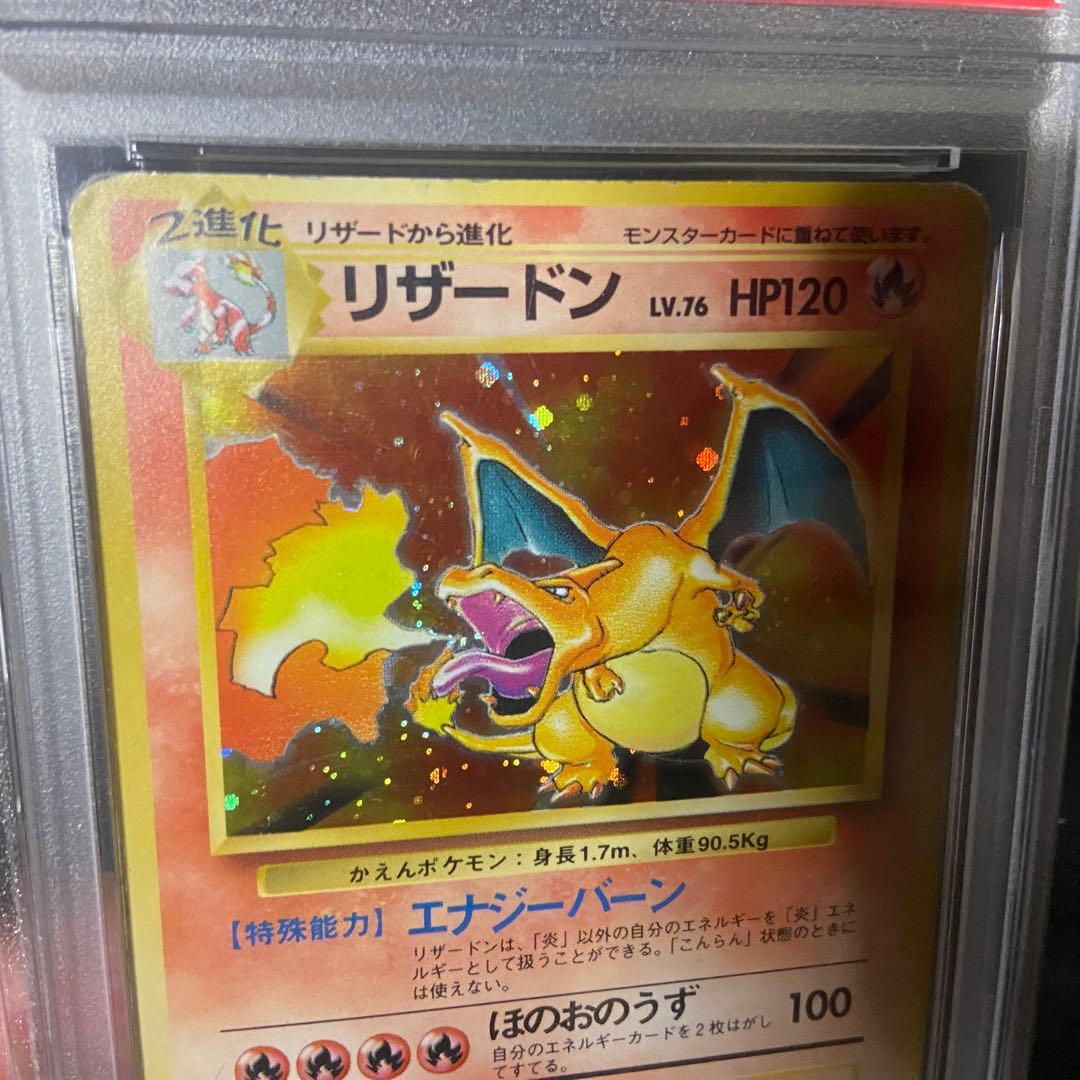 2進化 リザードから進化 モンスターカードに重ねて使います。
リザードン LV.76 HP120
かえんポケモン：身長1.7m、体重90.5Kg
【特殊能力】 エナジーバーン
リザードンは、「炎」以外の自分のエネルギーを「炎」エネ
ルギーとして扱うことができる。「こんらん」状態のときに
は使えない。
ほのおのうず 100
自分のエネルギーカードを2枚はがし
てすてる。